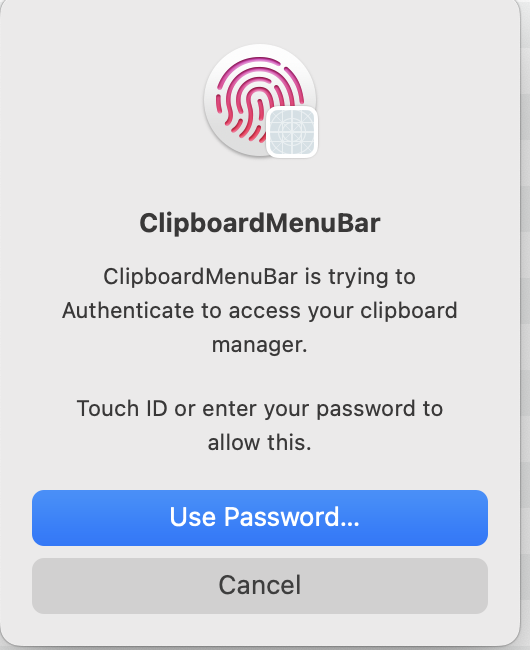 ClipboardMenuBar
ClipboardMenuBar is trying to
Authenticate to access your clipboard
manager.
Touch ID or enter your password to
allow this.
Use Password...
Cancel